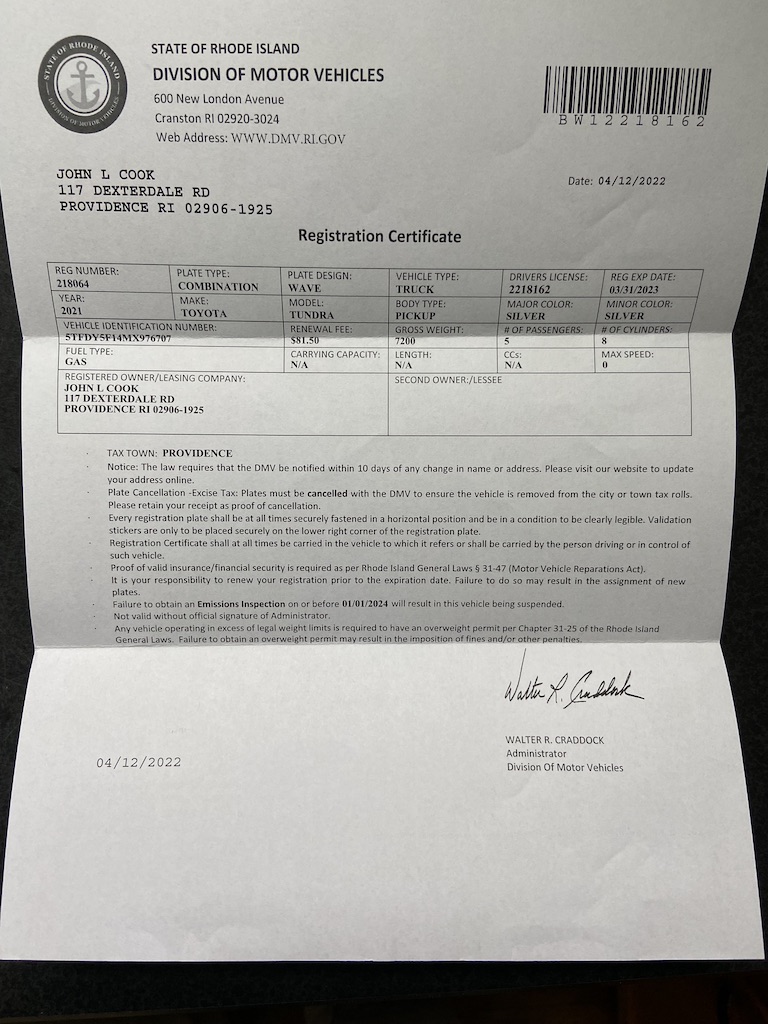 STATE OF RHODE ISLAND
DIVISION OF MOTOR VEHICLES
STATE OF RHODE ISLAND
DIVISION OF MOTOR VEHICLES
600 New London Avenue
Cranston RI 02920-3024
Web Address: WWW.DMV.RI.GOV
BW12218162
JOHN L COOK
117 DEXTERDALE RD
PROVIDENCE RI 02906-1925
Date: 04/12/2022
Registration Certificate
REG NUMBER: PLATE TYPE: PLATE DESIGN: VEHICLE TYPE: DRIVERS LICENSE: REG EXP DATE:
218064 COMBINATION WAVE TRUCK 2218162 03/31/2023
YEAR: MAKE: MODEL: BODY TYPE: MAJOR COLOR: MINOR COLOR:
2021 TOYOTA TUNDRA PICKUP SILVER SILVER
VEHICLE IDENTIFICATION NUMBER: RENEWAL FEE: GROSS WEIGHT: # OF PASSENGERS: # OF CYLINDERS:
5TFDY5F14MX976707 $81.50 7200 5 8
FUEL TYPE: CARRYING CAPACITY: LENGTH: CCs: MAX SPEED:
GAS N/A N/A N/A 0
REGISTERED OWNER/LEASING COMPANY: SECOND OWNER:/LESSEE
JOHN L COOK
117 DEXTERDALE RD
PROVIDENCE RI 02906-1925
· TAX TOWN: PROVIDENCE
· Notice: The law requires that the DMV be notified within 10 days of any change in name or address. Please visit our website to update
your address online.
· Plate Cancellation -Excise Tax: Plates must be cancelled with the DMV to ensure the vehicle is removed from the city or town tax rolls.
Please retain your receipt as proof of cancellation.
· Every registration plate shall be at all times securely fastened in a horizontal position and be in a condition to be clearly legible. Validation
stickers are only to be placed securely on the lower right corner of the registration plate.
· Registration Certificate shall at all times be carried in the vehicle to which it refers or shall be carried by the person driving or in control of
such vehicle.
· Proof of valid insurance/financial security is required as per Rhode Island General Laws § 31-47 (Motor Vehicle Reparations Act).
· It is your responsibility to renew your registration prior to the expiration date. Failure to do so may result in the assignment of new
plates.
· Failure to obtain an Emissions Inspection on or before 01/01/2024 will result in this vehicle being suspended.
· Not valid without official signature of Administrator.
· Any vehicle operating in excess of legal weight limits is required to have an overweight permit per Chapter 31-25 of the Rhode Island
General Laws. Failure to obtain an overweight permit may result in the imposition of fines and/or other penalties.
Walter R. Craddock
WALTER R. CRADDOCK
Administrator
Division Of Motor Vehicles
04/12/2022